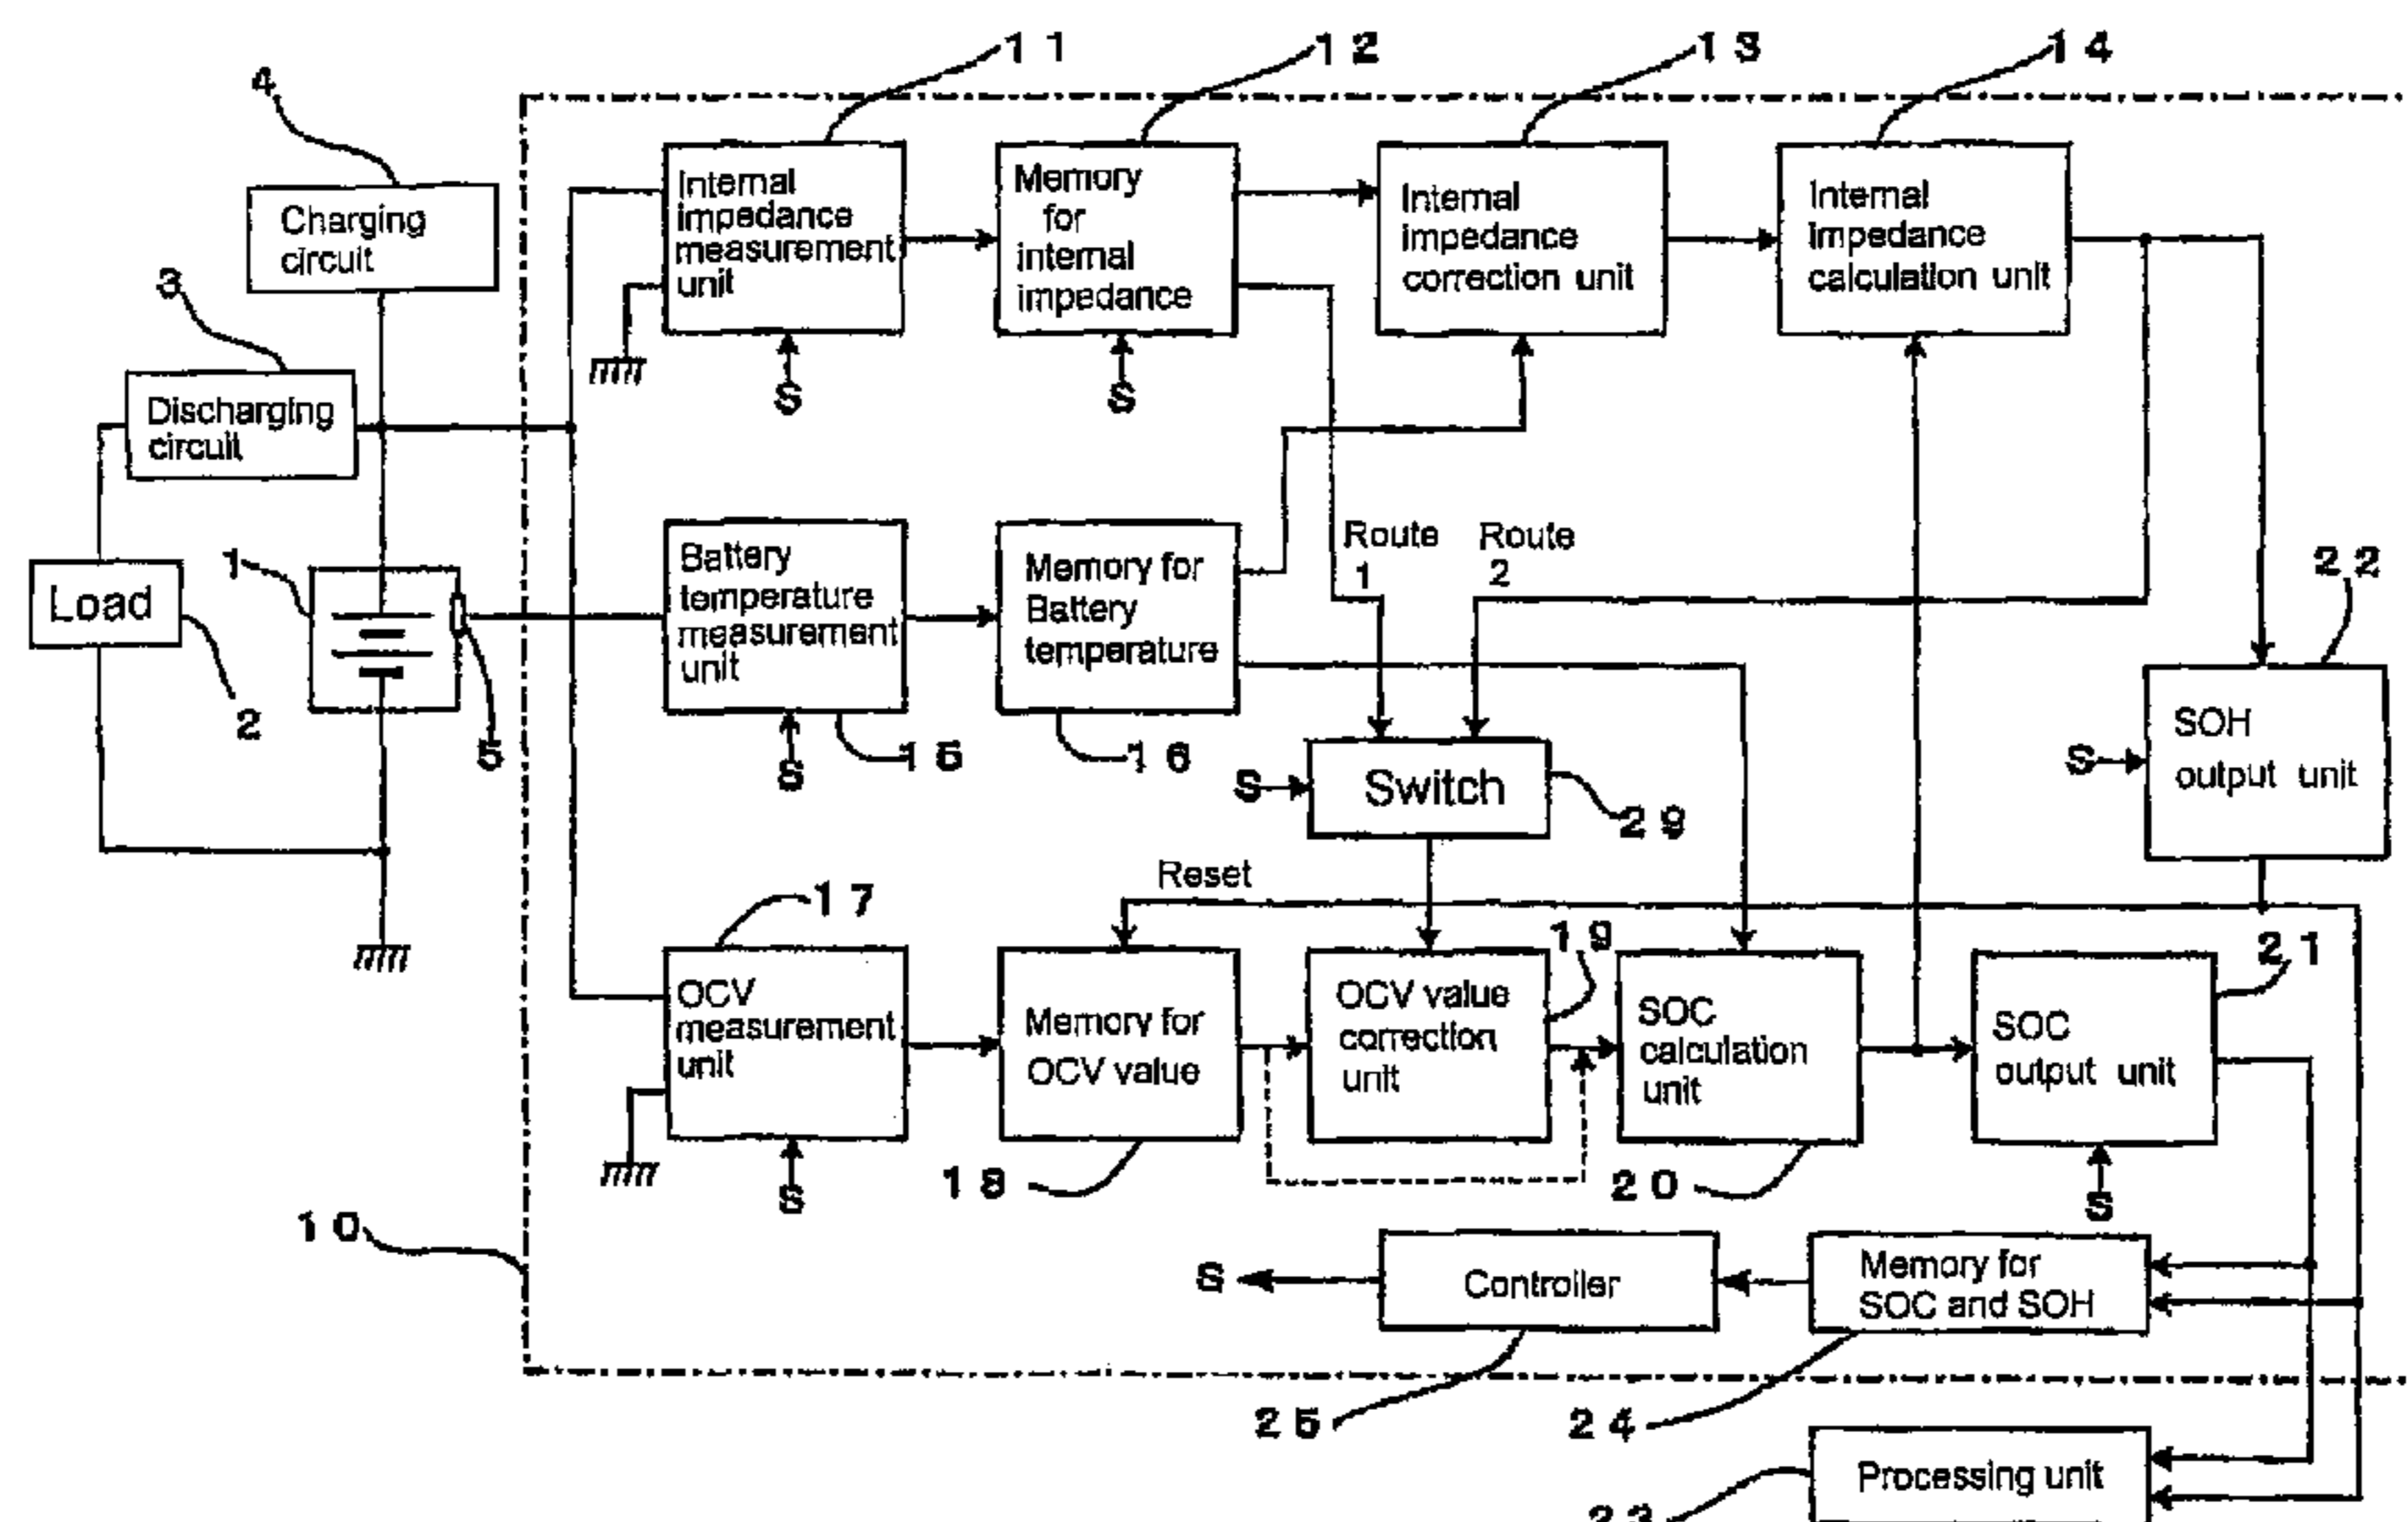 11
12
13
14
4
Charging
circuit
Internal
impedance
measurement
unit
S
Memory
for
internal
impedance
S
Internal
impedance
correction unit
Internal
impedance
calculation unit
3
Discharging
circuit
Load
2
1
5
Battery
temperature
measurement
unit
S
15
Memory for
Battery
temperature
16
Route
1
Route
2
S
Switch
29
22
SOH
output unit
S
Reset
17
OCV
measurement
unit
S
Memory for
OCV value
18
19
OCV value
correction
unit
SOC
calculation
unit
20
21
SOC
output unit
S
10
S
Controller
25
Memory for
SOC and SOH
24
Processing unit
23